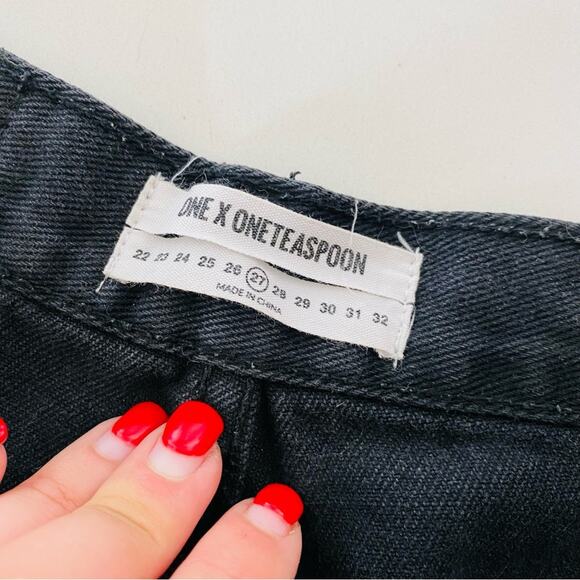 ONE X ONETEASPOON
22 23 24 25 26 27 28 29 30 31 32
MADE IN CHINA